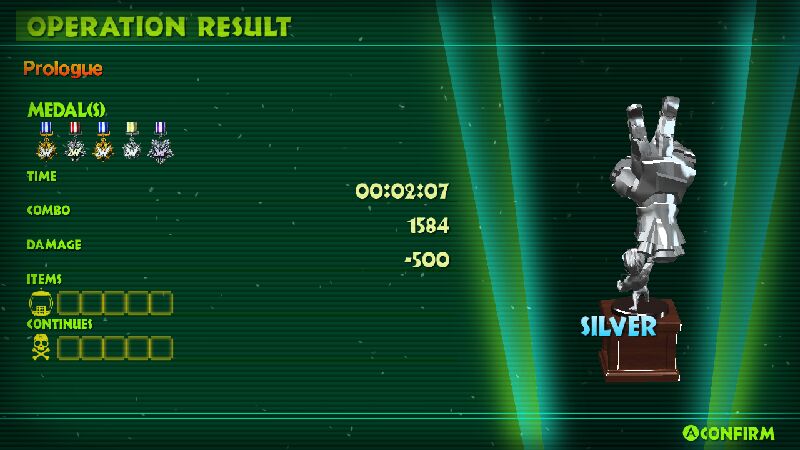 OPERATION RESULT
Prologue
MEDAL(S)
TIME
00:02:07
COMBO
1584
DAMAGE
-500
ITEMS
CONTINUES
SILVER
A CONFIRM